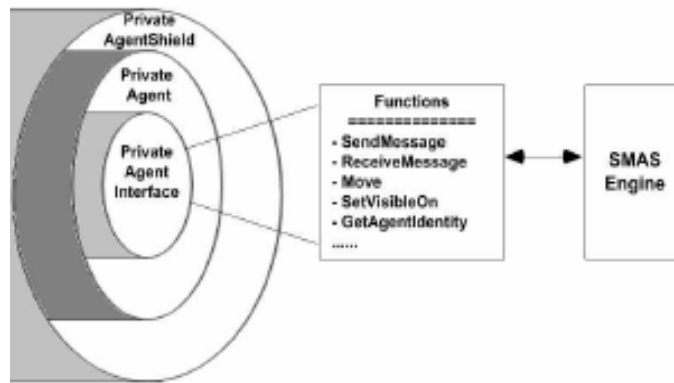 Private
AgentShield
Private
Agent
Private
Agent
Interface
Functions
==============
- SendMessage
- ReceiveMessage
- Move
- SetVisibleOn
- GetAgentIdentity
......
SMAS
Engine